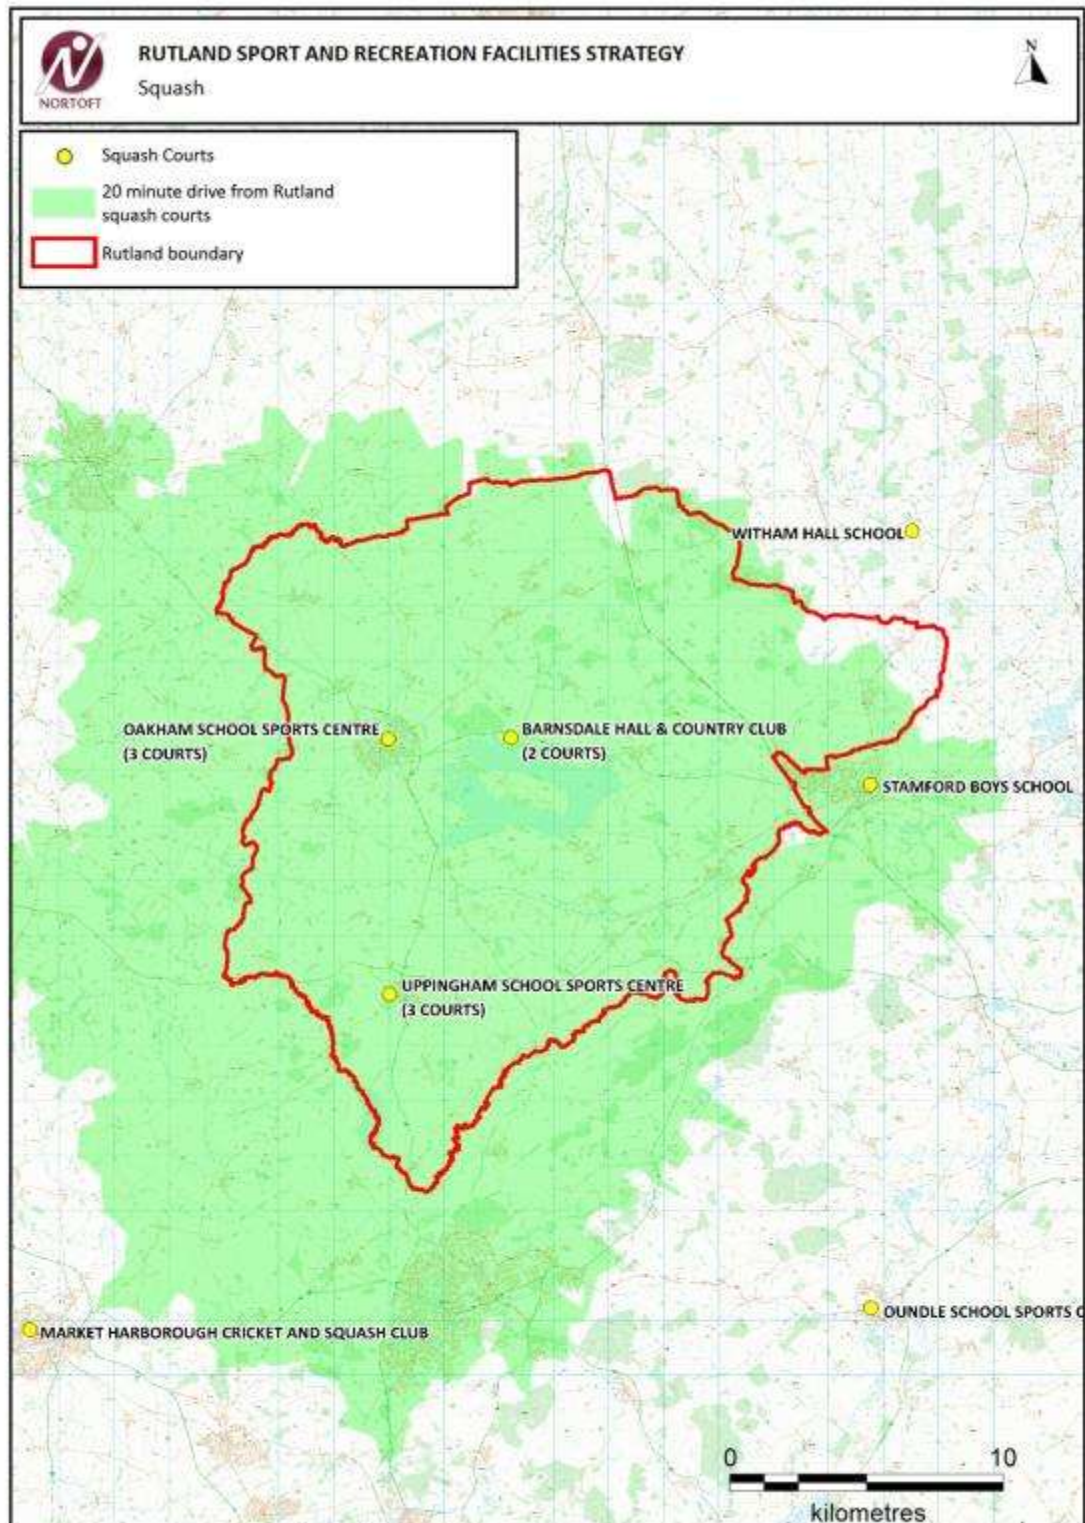 RUTLAND SPORT AND RECREATION FACILITIES STRATEGY
Squash
N
NORTOFT
Squash Courts
20 minute drive from Rutland
squash courts
Rutland boundary
WITHAM HALL SCHOOL
OAKHAM SCHOOL SPORTS CENTRE
(3 COURTS)
BARNSDALE HALL & COUNTRY CLUB
(2 COURTS)
STAMFORD BOYS SCHOOL
UPPINGHAM SCHOOL SPORTS CENTRE
(3 COURTS)
OUNDLE SCHOOL SPORTS C
MARKET HARBOROUGH CRICKET AND SQUASH CLUB
0 10
kilometres